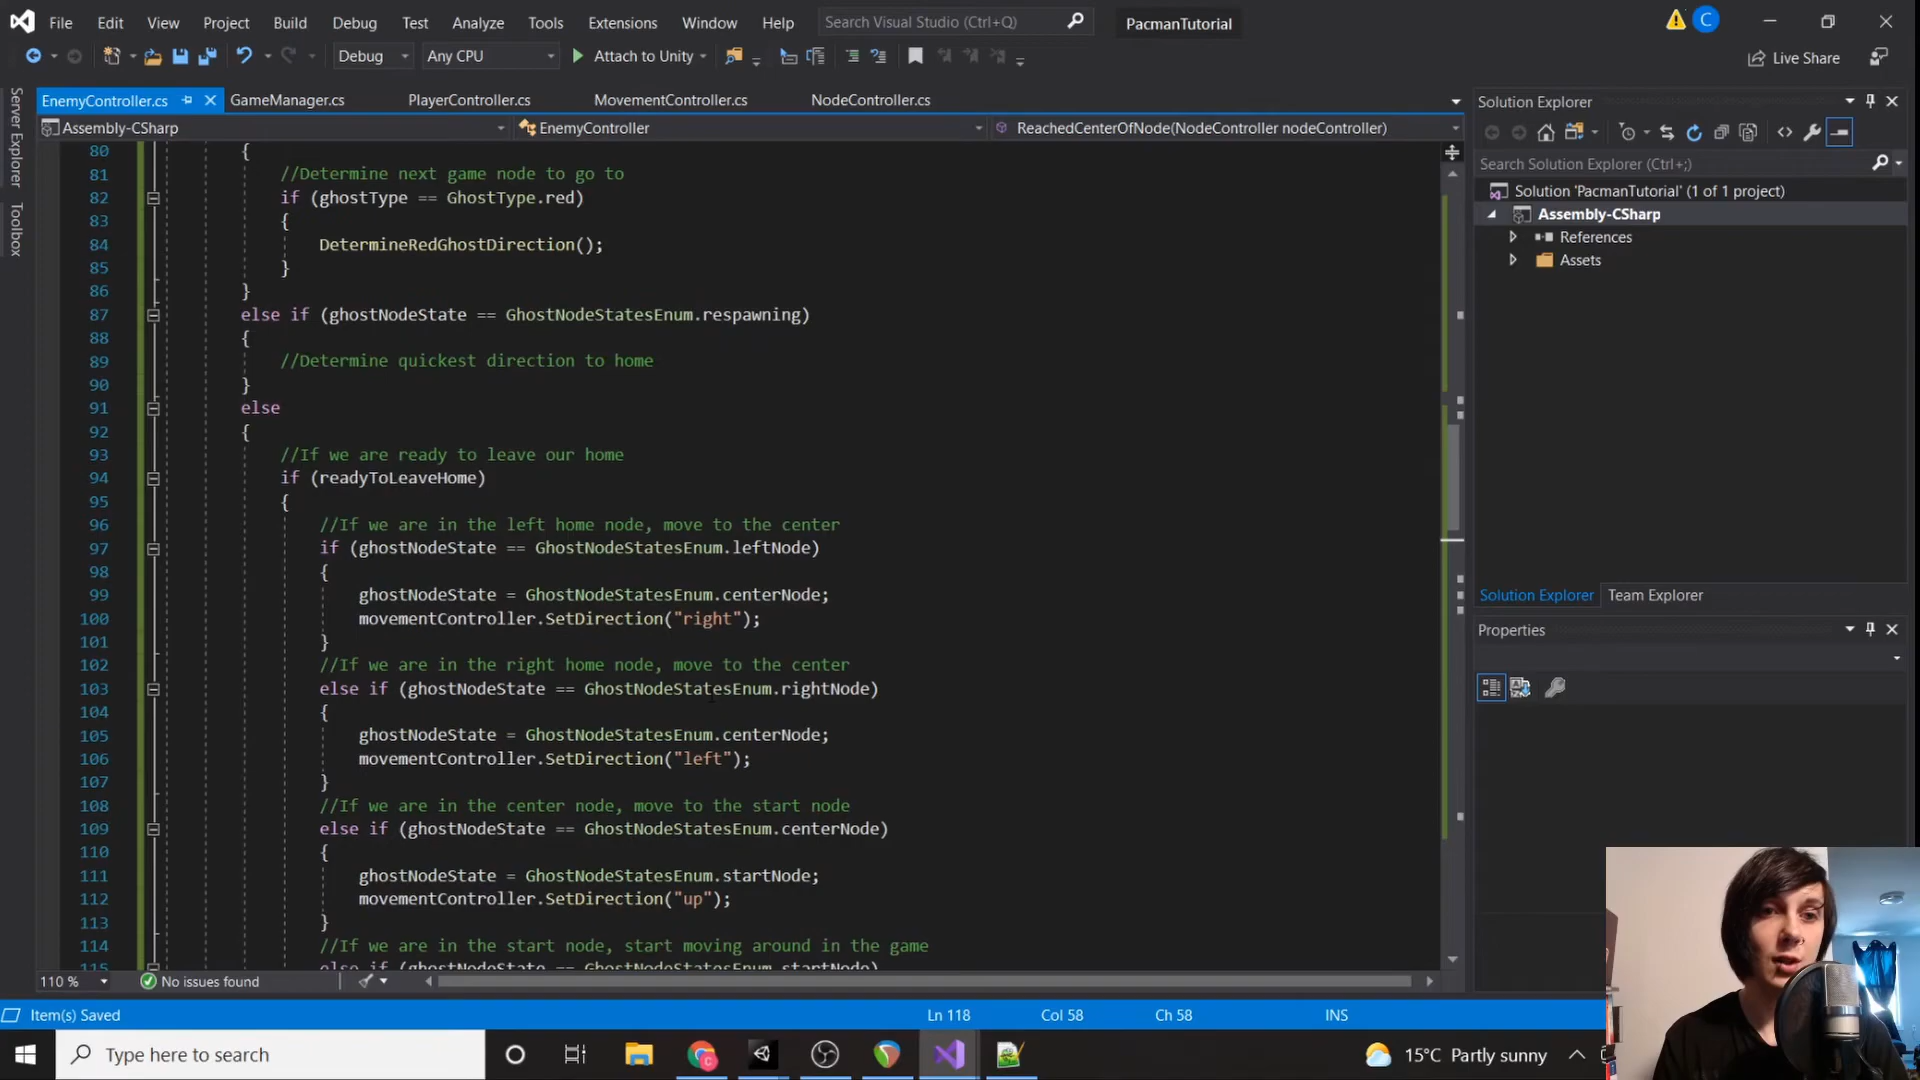 File Edit View Project Build Debug Test Analyze Tools Extensions Window Help Search Visual Studio (Ctrl+Q) PacmanTutorial C
Debug Any CPU Attach to Unity Live Share
Server Explorer
Toolbox
EnemyController.cs GameManager.cs PlayerController.cs MovementController.cs NodeController.cs
Assembly-CSharp EnemyController ReachedCenterOfNode(NodeController nodeController)
80 {
81 //Determine next game node to go to
82 if (ghostType == GhostType.red)
83 {
84 DetermineRedGhostDirection();
85 }
86 }
87 else if (ghostNodeState == GhostNodeStatesEnum.respawning)
88 {
89 //Determine quickest direction to home
90 }
91 else
92 {
93 //If we are ready to leave our home
94 if (readyToLeaveHome)
95 {
96 //If we are in the left home node, move to the center
97 if (ghostNodeState == GhostNodeStatesEnum.leftNode)
98 {
99 ghostNodeState = GhostNodeStatesEnum.centerNode;
100 movementController.SetDirection("right");
101 }
102 //If we are in the right home node, move to the center
103 else if (ghostNodeState == GhostNodeStatesEnum.rightNode)
104 {
105 ghostNodeState = GhostNodeStatesEnum.centerNode;
106 movementController.SetDirection("left");
107 }
108 //If we are in the center node, move to the start node
109 else if (ghostNodeState == GhostNodeStatesEnum.centerNode)
110 {
111 ghostNodeState = GhostNodeStatesEnum.startNode;
112 movementController.SetDirection("up");
113 }
114 //If we are in the start node, start moving around in the game
115 else if (ghostNodeState == GhostNodeStatesEnum.startNode)
110 % No issues found
Item(s) Saved Ln 118 Col 58 Ch 58 INS
Solution Explorer
Search Solution Explorer (Ctrl+;)
Solution 'PacmanTutorial' (1 of 1 project)
Assembly-CSharp
References
Assets
Solution Explorer Team Explorer
Properties
Type here to search 15°C Partly sunny